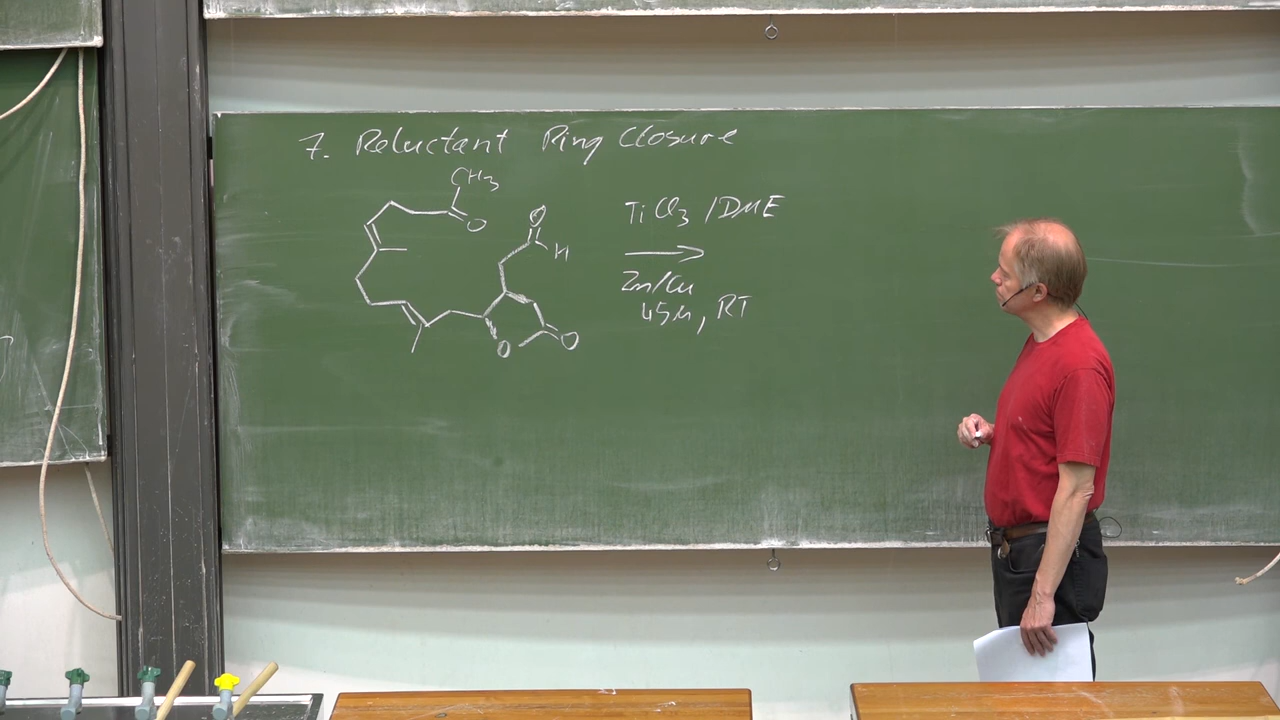 7. Reluctant Ring Closure
CH3
O
O
H
O
O
TiCl3 /DME
Zn/Cu
45h, RT